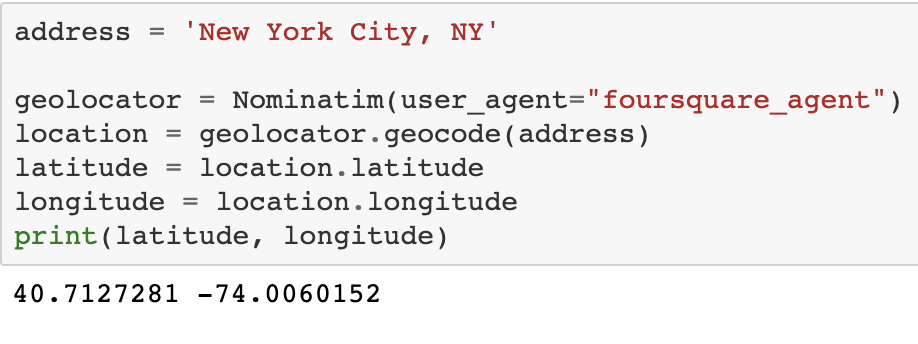 address = 'New York City, NY'
geolocator = Nominatim(user_agent="foursquare_agent")
location = geolocator.geocode(address)
latitude = location.latitude
longitude = location.longitude
print(latitude, longitude)
40.7127281 -74.0060152